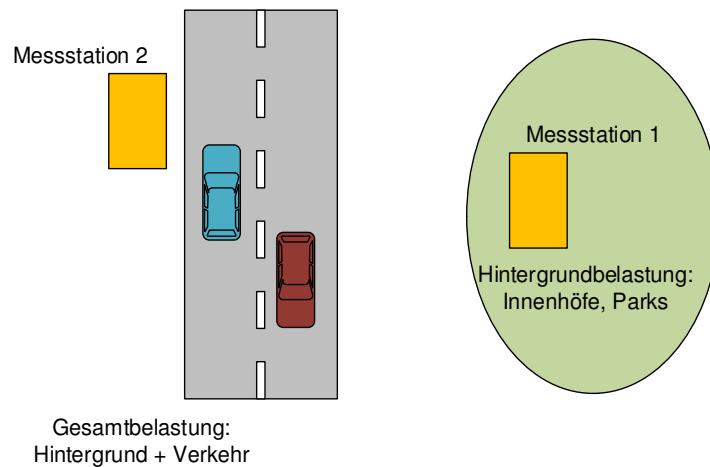 Messstation 2
Messstation 1
Hintergrundbelastung:
Innenhöfe, Parks
Gesamtbelastung:
Hintergrund + Verkehr